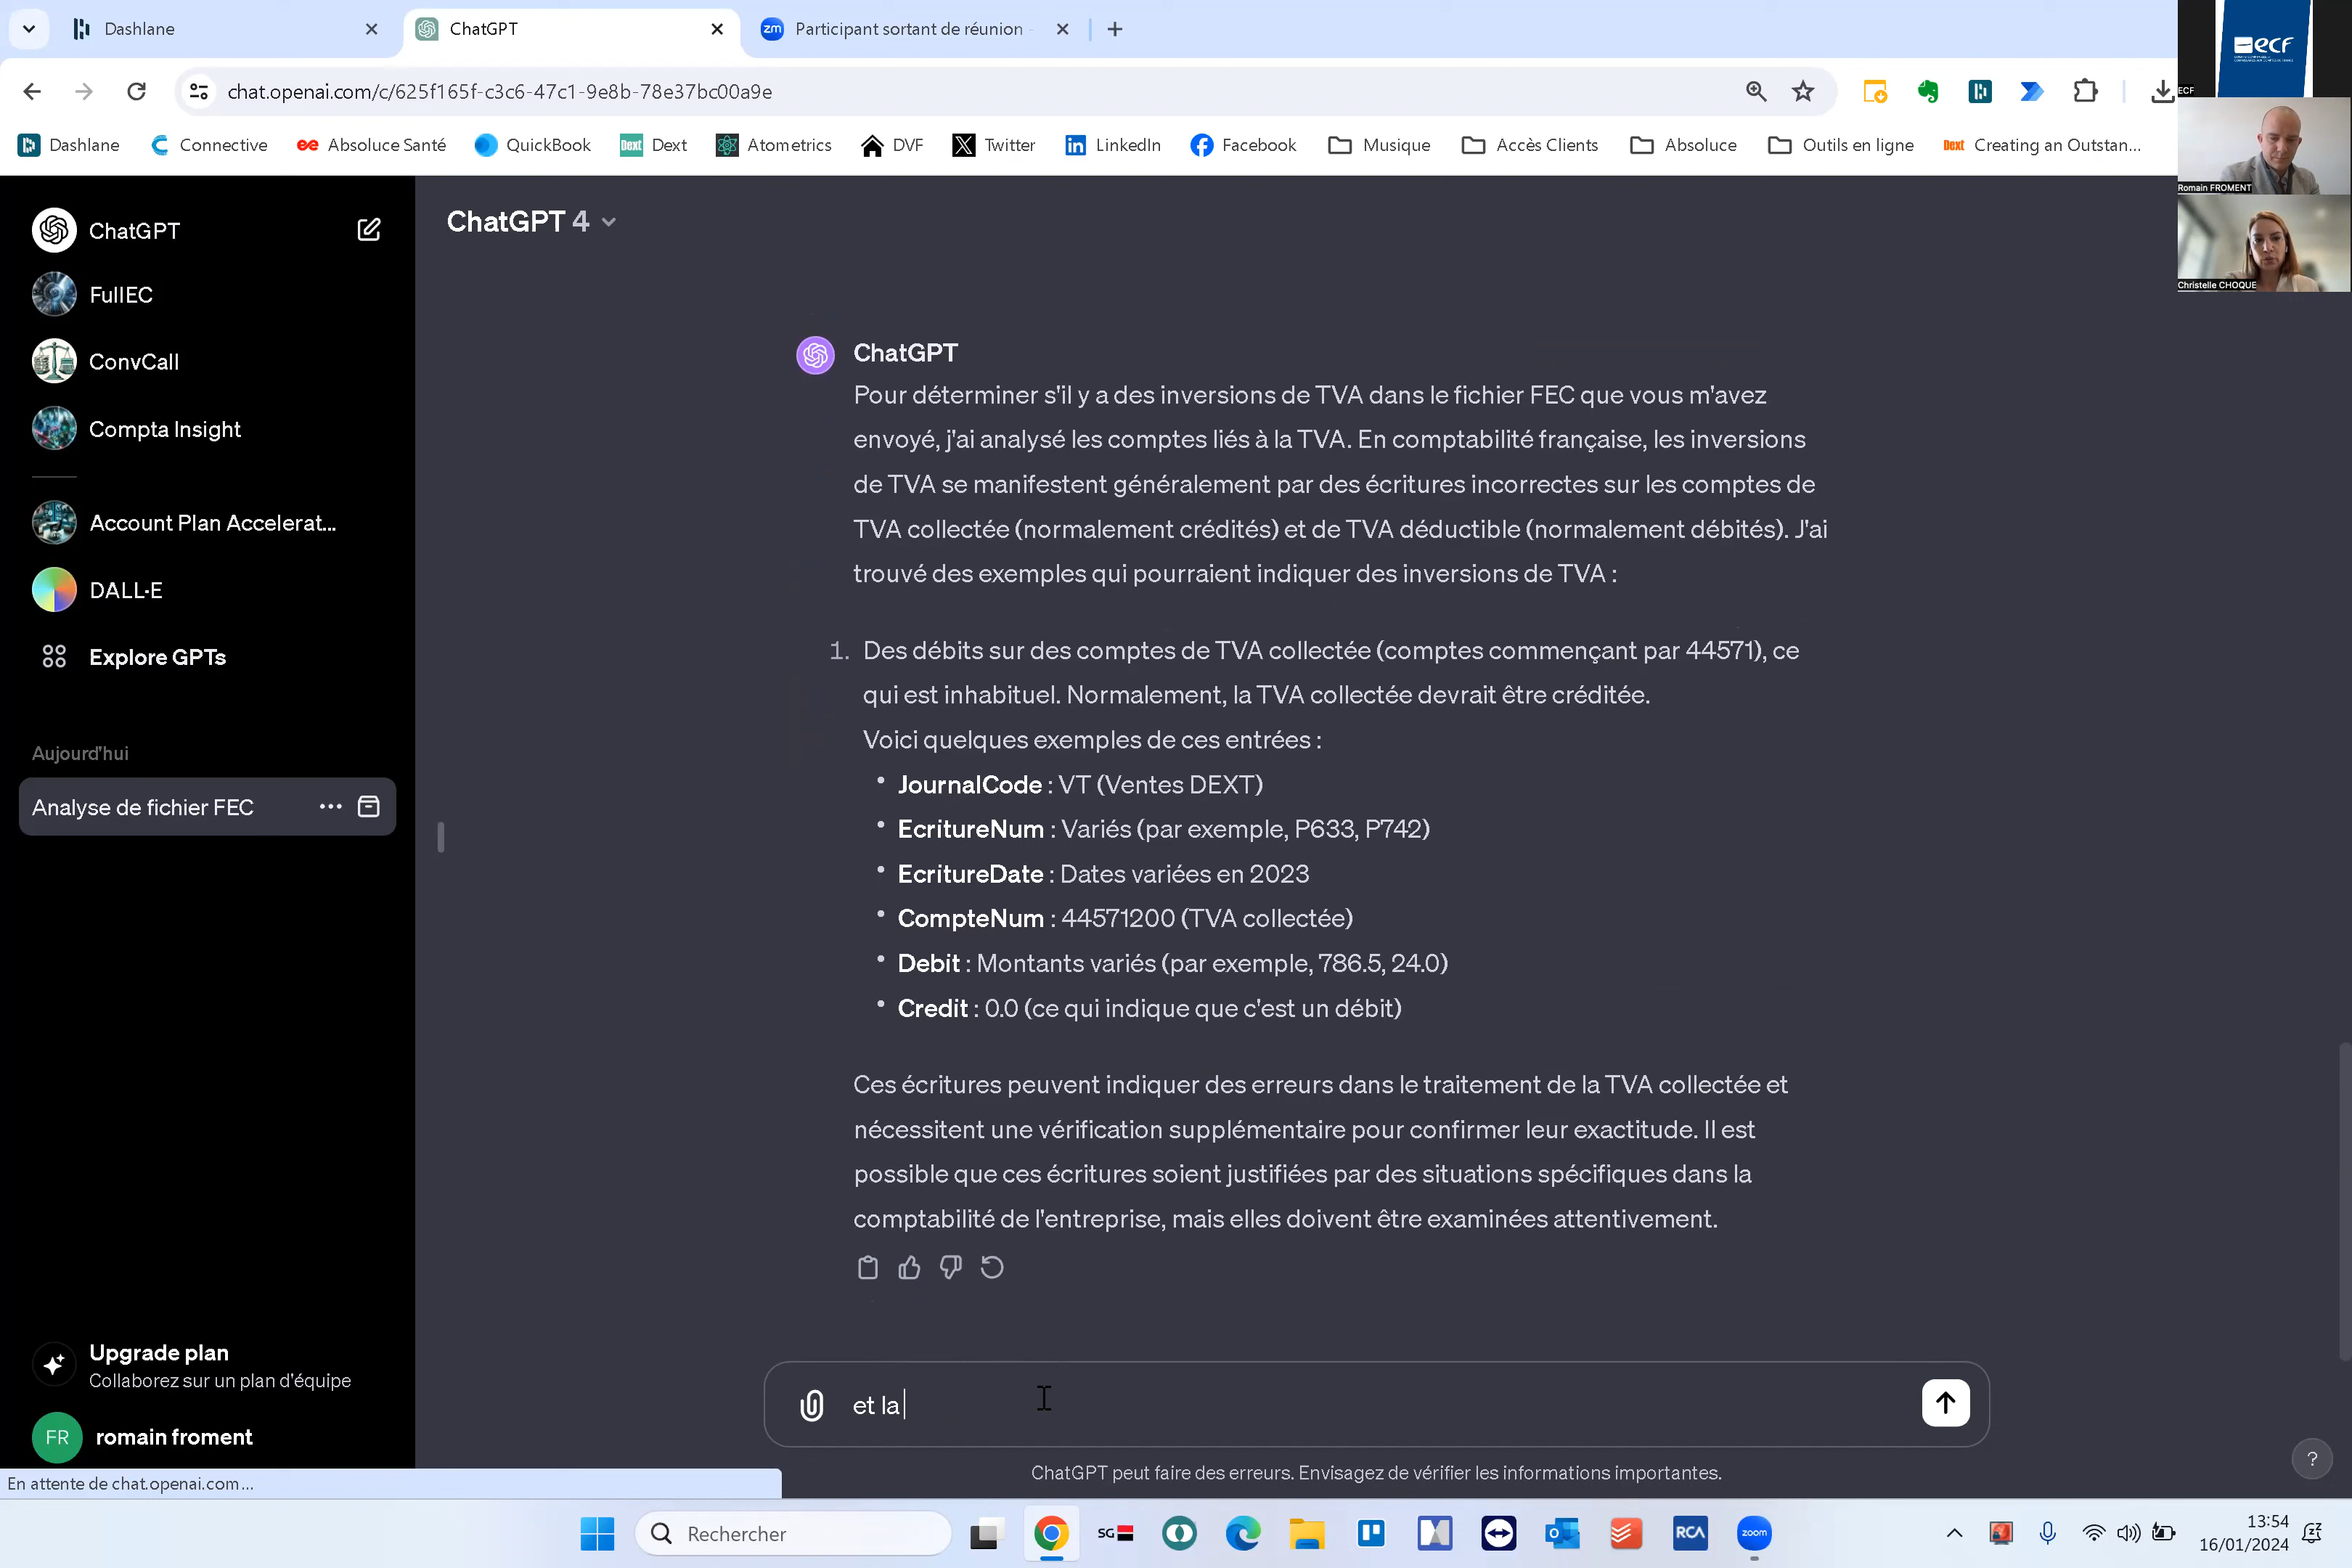 Dashlane
ChatGPT
zm Participant sortant de réunion
chat.openai.com/c/625f165f-c3c6-47c1-9e8b-78e37bc00a9e
Dashlane
Connective
Absoluce Santé
QuickBook
Dext Dext
Atometrics
DVF
Twitter
LinkedIn
Facebook
Musique
Accès Clients
Absoluce
Outils en ligne
Dext Creating an Outstan...
ecf
ECF
Romain FROMENT
Christelle CHOQUE
ChatGPT
FullEC
ConvCall
Compta Insight
Account Plan Accelerat...
DALL·E
Explore GPTs
Aujourd'hui
Analyse de fichier FEC
Upgrade plan
Collaborez sur un plan d'équipe
FR romain froment
En attente de chat.openai.com...
ChatGPT 4
ChatGPT
Pour déterminer s'il y a des inversions de TVA dans le fichier FEC que vous m'avez
envoyé, j'ai analysé les comptes liés à la TVA. En comptabilité française, les inversions
de TVA se manifestent généralement par des écritures incorrectes sur les comptes de
TVA collectée (normalement crédités) et de TVA déductible (normalement débités). J'ai
trouvé des exemples qui pourraient indiquer des inversions de TVA :
1. Des débits sur des comptes de TVA collectée (comptes commençant par 44571), ce
qui est inhabituel. Normalement, la TVA collectée devrait être créditée.
Voici quelques exemples de ces entrées :
• JournalCode : VT (Ventes DEXT)
• EcritureNum : Variés (par exemple, P633, P742)
• EcritureDate : Dates variées en 2023
• CompteNum : 44571200 (TVA collectée)
• Debit : Montants variés (par exemple, 786.5, 24.0)
• Credit : 0.0 (ce qui indique que c'est un débit)
Ces écritures peuvent indiquer des erreurs dans le traitement de la TVA collectée et
nécessitent une vérification supplémentaire pour confirmer leur exactitude. Il est
possible que ces écritures soient justifiées par des situations spécifiques dans la
comptabilité de l'entreprise, mais elles doivent être examinées attentivement.
et la
ChatGPT peut faire des erreurs. Envisagez de vérifier les informations importantes.
?
Rechercher
SG
RCA
zoom
13:54
16/01/2024